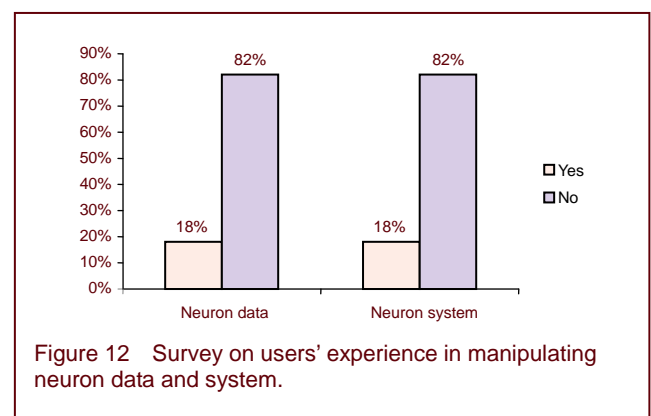 90%
80%
70%
60%
50%
40%
30%
20%
10%
0%
82% 82%
18% 18%
Yes
No
Neuron data Neuron system
Figure 12 Survey on users’ experience in manipulating
neuron data and system.